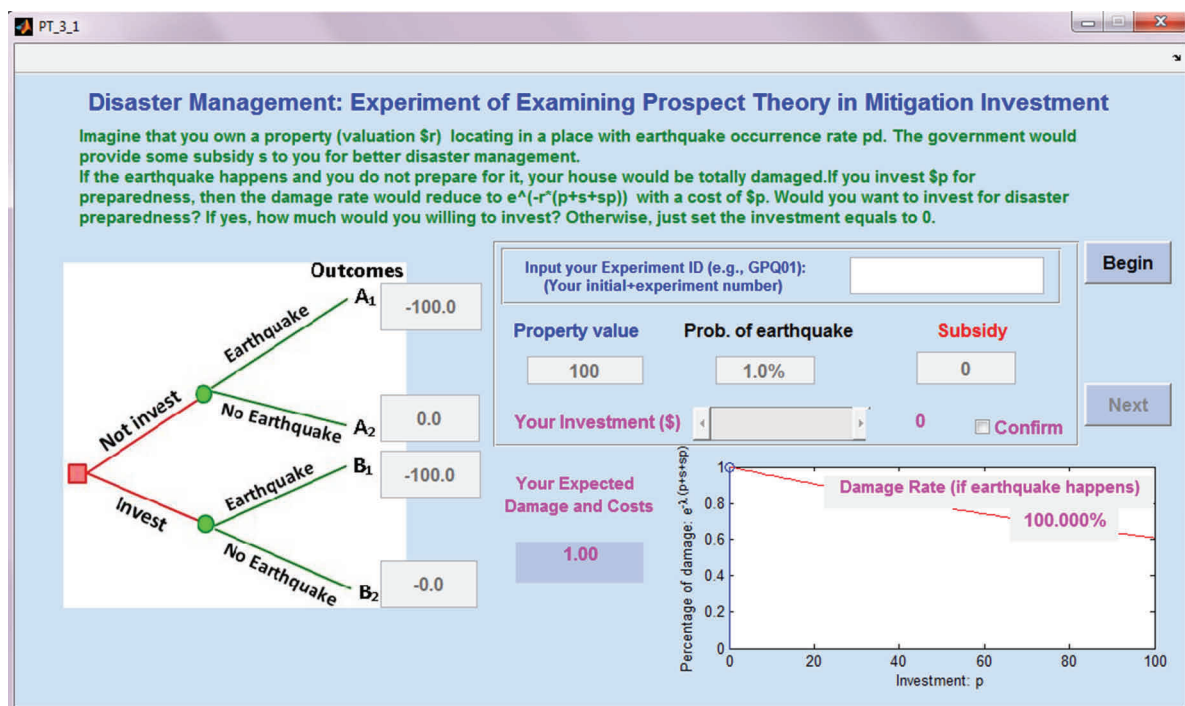 PT_3_1
Disaster Management: Experiment of Examining Prospect Theory in Mitigation Investment
Imagine that you own a property (valuation $r) locating in a place with earthquake occurrence rate pd. The government would
provide some subsidy s to you for better disaster management.
If the earthquake happens and you do not prepare for it, your house would be totally damaged.If you invest $p for
preparedness, then the damage rate would reduce to e^(-r*(p+s+sp)) with a cost of $p. Would you want to invest for disaster
preparedness? If yes, how much would you willing to invest? Otherwise, just set the investment equals to 0.
Outcomes
Earthquake
A1
-100.0
Not invest
No Earthquake
A2
0.0
Earthquake
B1
-100.0
Invest
No Earthquake
B2
-0.0
Input your Experiment ID (e.g., GPQ01):
(Your initial+experiment number)
Begin
Property value
Prob. of earthquake
Subsidy
100
1.0%
0
Next
Your Investment ($)
0
Confirm
Your Expected
Damage and Costs
1.00
Percentage of damage: e^-λ(p+s+sp)
Damage Rate (if earthquake happens)
100.000%
1
0.8
0.6
0.4
0.2
0
0
20
40
60
80
100
Investment: p